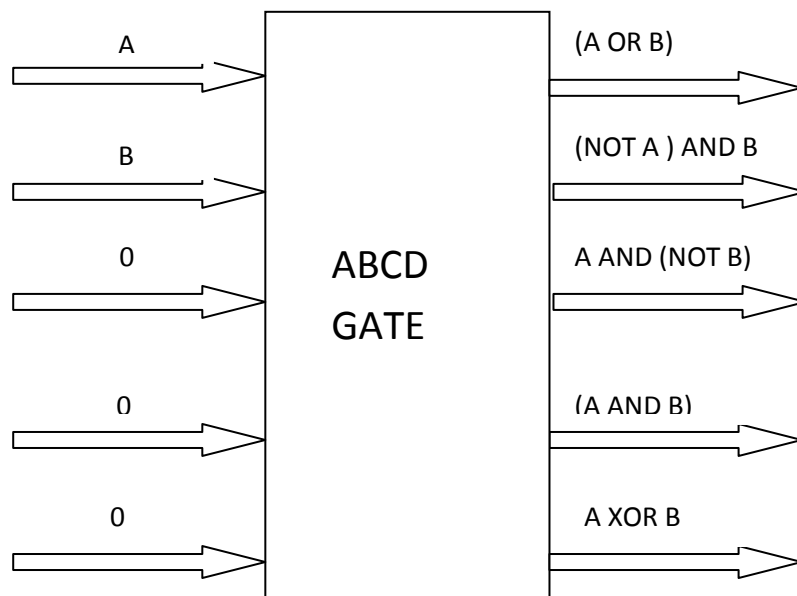 A
(A OR B)
B
(NOT A ) AND B
0
A AND (NOT B)
ABCD
GATE
0
(A AND B)
0
A XOR B